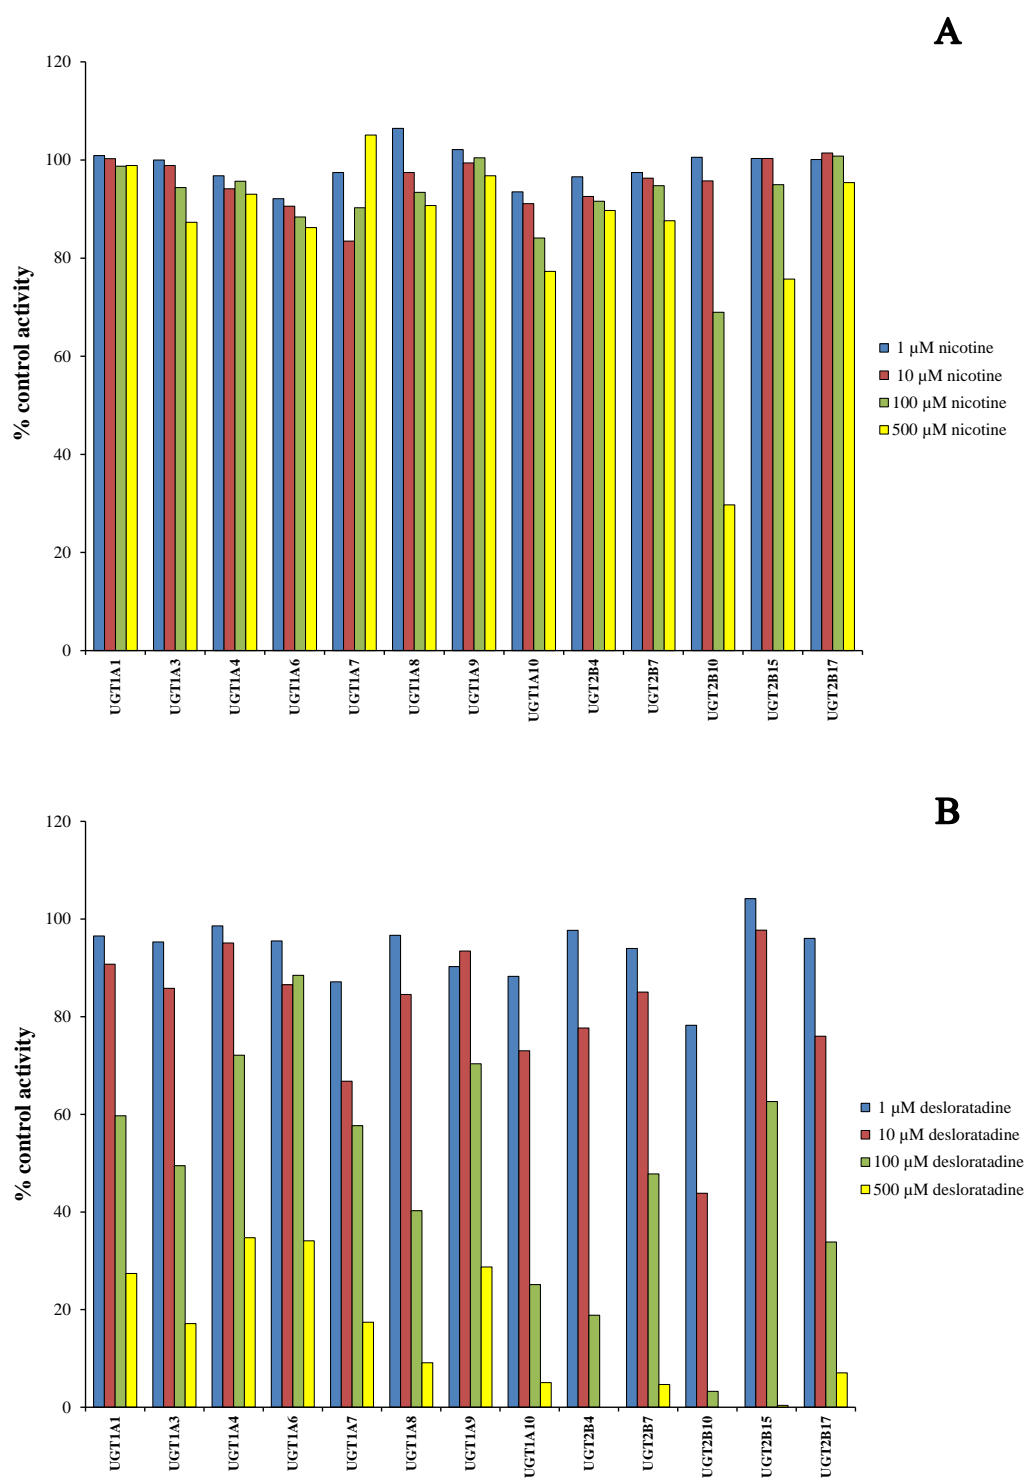 A
120
100
80
60
40
20
0
% control activity
UGT1A1
UGT1A3
UGT1A4
UGT1A6
UGT1A7
UGT1A8
UGT1A9
UGT1A10
UGT2B4
UGT2B7
UGT2B10
UGT2B15
UGT2B17
1 µM nicotine
10 µM nicotine
100 µM nicotine
500 µM nicotine
B
120
100
80
60
40
20
0
% control activity
UGT1A1
UGT1A3
UGT1A4
UGT1A6
UGT1A7
UGT1A8
UGT1A9
UGT1A10
UGT2B4
UGT2B7
UGT2B10
UGT2B15
UGT2B17
1 µM desloratadine
10 µM desloratadine
100 µM desloratadine
500 µM desloratadine